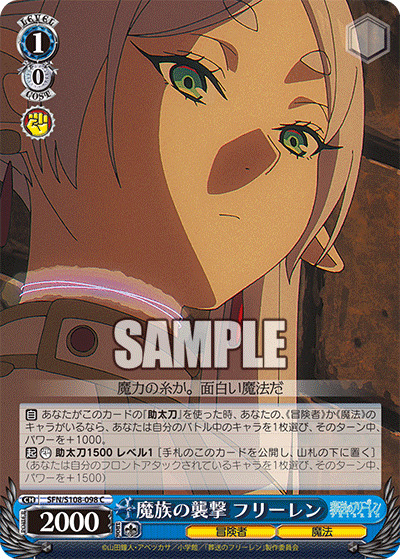 LEVEL
1
0
COST
SAMPLE
魔力の糸か。面白い魔法だ
自 あなたがこのカードの『助太刀』を使った時、あなたの、《冒険者》か《魔法》の
キャラがいるなら、あなたは自分のバトル中のキャラを1枚選び、そのターン中、
パワーを+1000。
起 助太刀1500 レベル1 [手札のこのカードを公開し、山札の下に置く]
(あなたは自分のフロントアタックされているキャラを1枚選び、そのターン中、
パワーを+1500)
CH
SFN/S108-098 C
POWER
2000
魔族の襲撃 フリーレン
葬送のフリーレン
冒険者
魔法
©山田鐘人・アベツカサ/小学館/「葬送のフリーレン」製作委員会